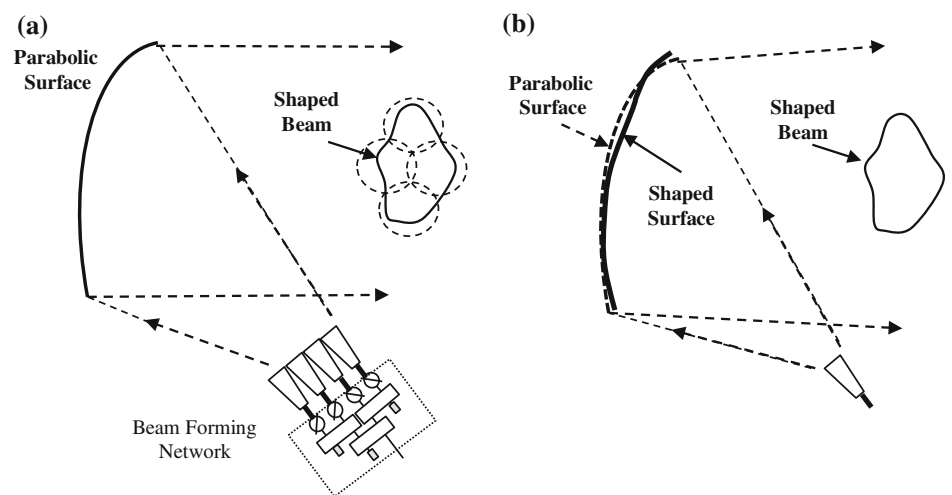 (a)
Parabolic
Surface
Shaped
Beam
Beam Forming
Network
(b)
Parabolic
Surface
Shaped
Beam
Shaped
Surface